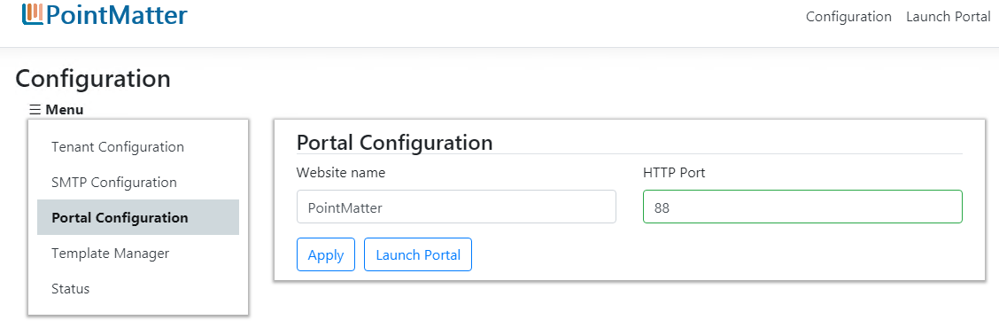 PointMatter
Configuration Launch Portal
Configuration
☰ Menu
Tenant Configuration
SMTP Configuration
Portal Configuration
Template Manager
Status
Portal Configuration
Website name HTTP Port
PointMatter 88
Apply Launch Portal